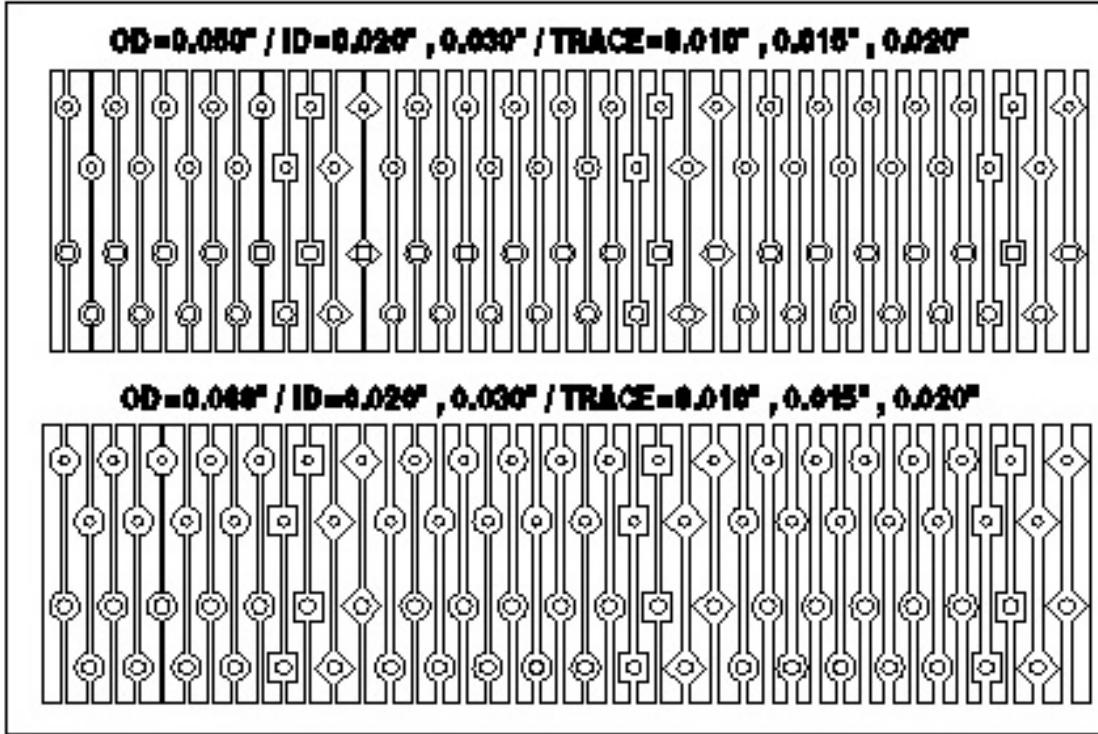 OD=0.050" / ID=0.020" , 0.030" / TRACE=0.010" , 0.015" , 0.020"
OD=0.060" / ID=0.020" , 0.030" / TRACE=0.010" , 0.015" , 0.020"